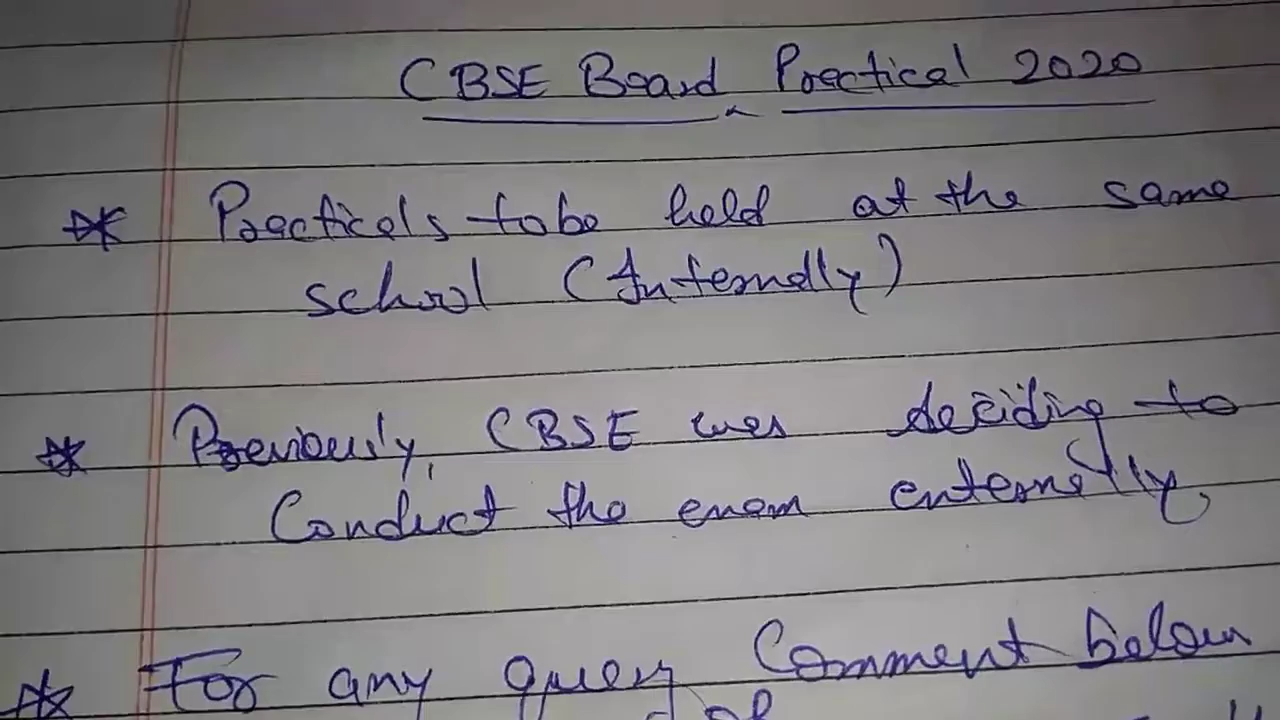 CBSE Board Practical 2020
* Practicals to be held at the same
school (Internally)
* Previously, CBSE was deciding to
Conduct the exam externally,
* For any query Comment below